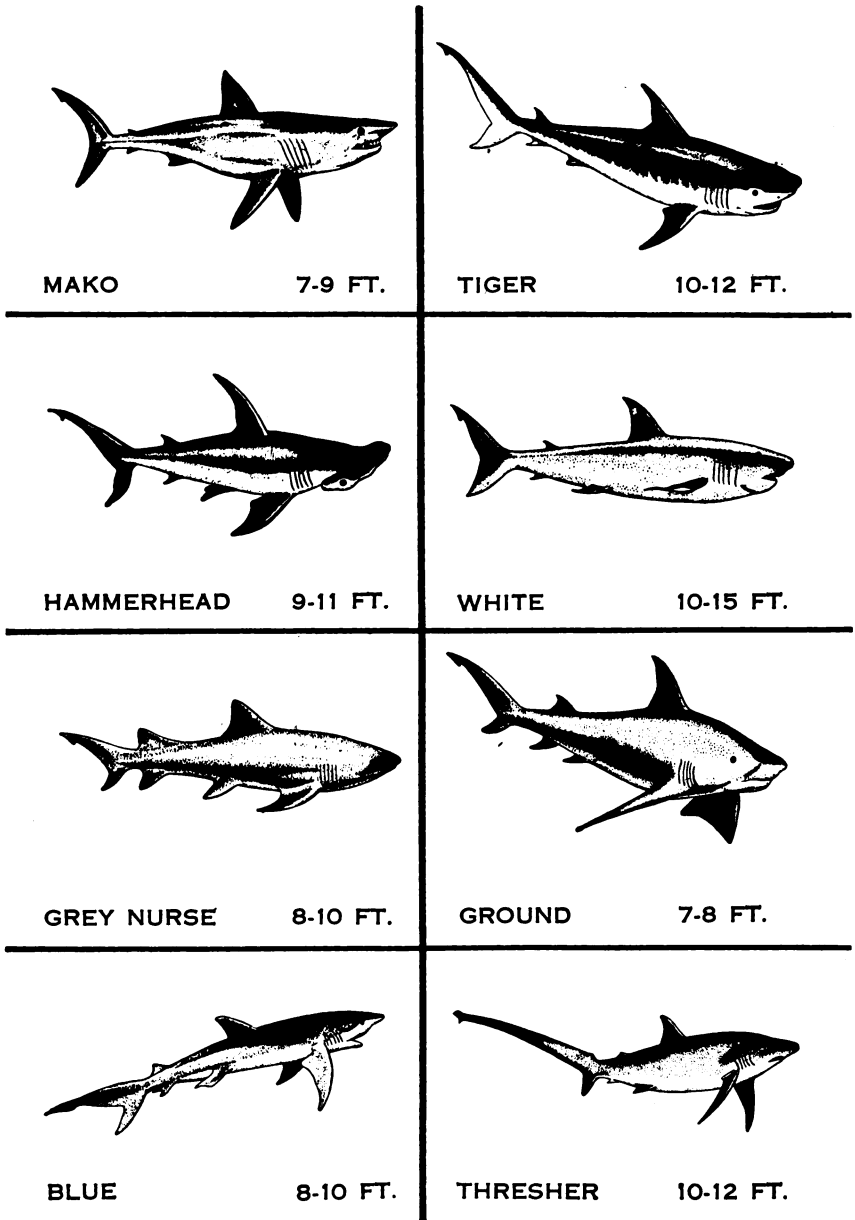 MAKO 7-9 FT.
TIGER 10-12 FT.
HAMMERHEAD 9-11 FT.
WHITE 10-15 FT.
GREY NURSE 8-10 FT.
GROUND 7-8 FT.
BLUE 8-10 FT.
THRESHER 10-12 FT.